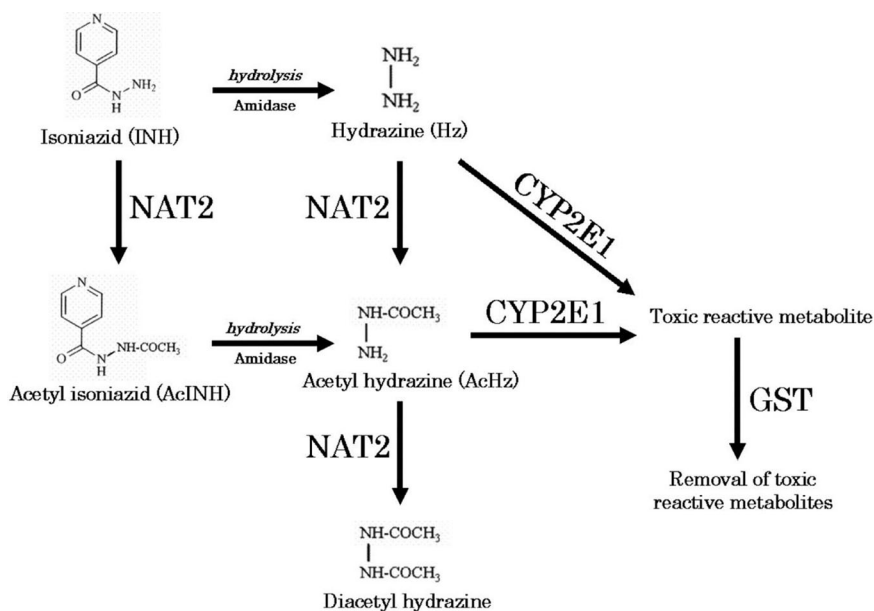 N
O
N
H
NH₂
hydrolysis
Amidase
NH₂
NH₂
Isoniazid (INH)
Hydrazine (Hz)
NAT2
NAT2
CYP2E1
N
O
N
H
NH-COCH₃
hydrolysis
Amidase
NH-COCH₃
NH₂
CYP2E1
Toxic reactive metabolite
Acetyl isoniazid (AcINH)
Acetyl hydrazine (AcHz)
GST
NAT2
Removal of toxic
reactive metabolites
NH-COCH₃
NH-COCH₃
Diacetyl hydrazine